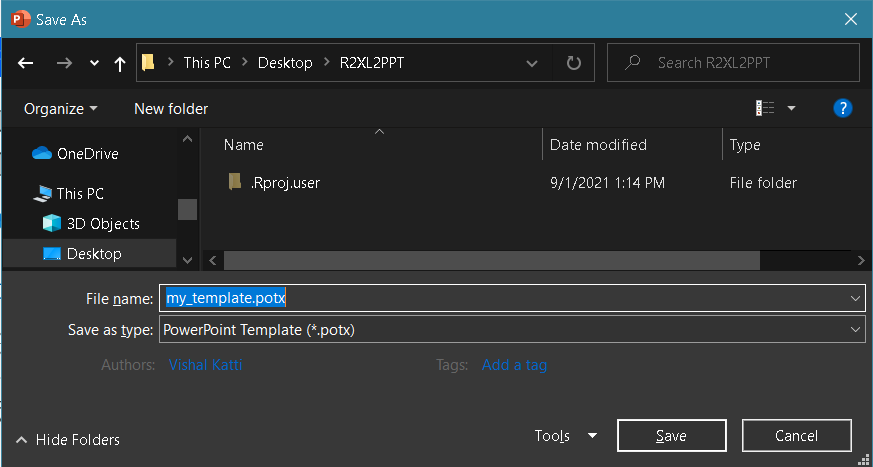 Save As
This PC Desktop R2XL2PPT Search R2XL2PPT
Organize New folder ?
Name Date modified Type
OneDrive
.Rproj.user 9/1/2021 1:14 PM File folder
This PC
3D Objects
Desktop
File name: my_template.potx
Save as type: PowerPoint Template (*.potx)
Authors: Vishal Katti Tags: Add a tag
Hide Folders Tools Save Cancel